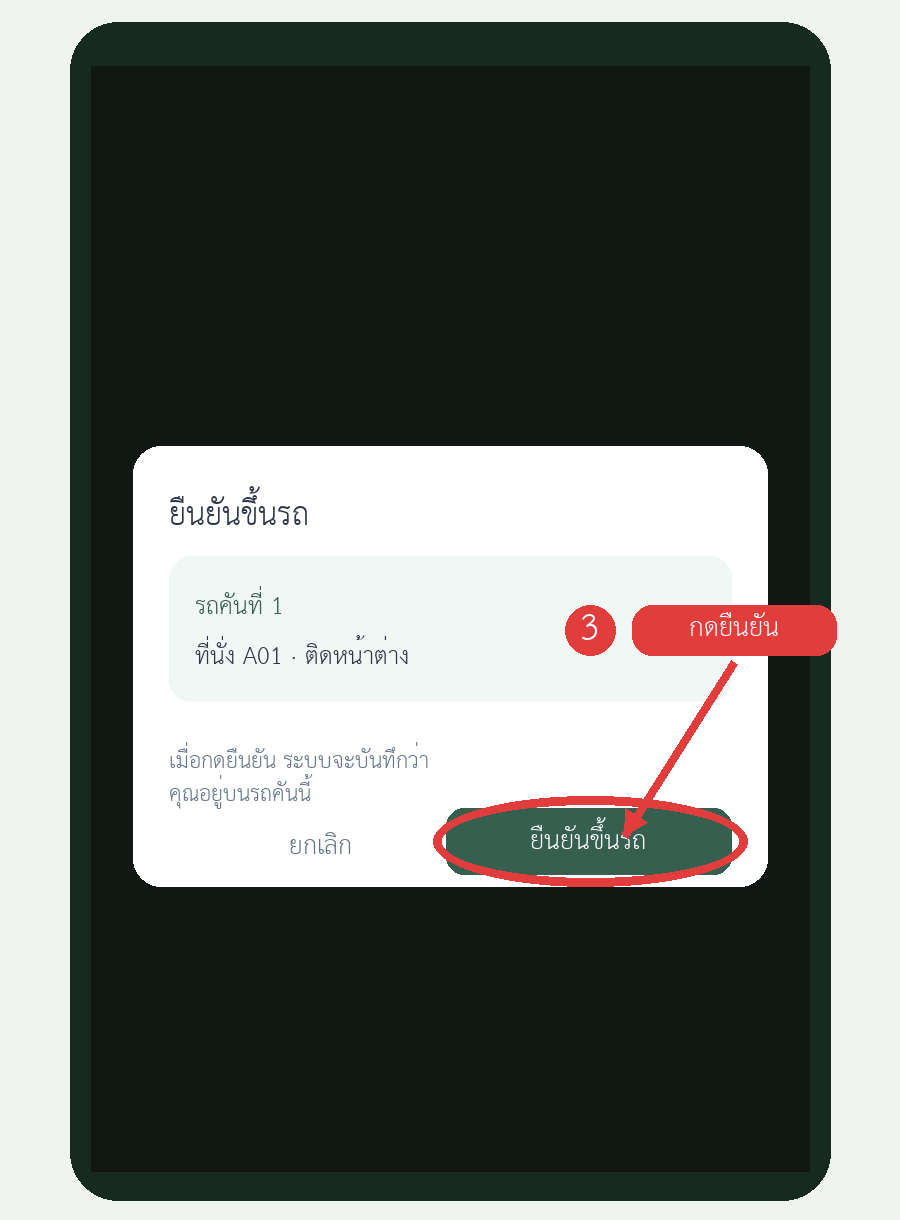 ยืนยันขึ้นรถ
รถคันที่ 1
3
กดยืนยัน
ที่นั่ง A01 · ติดหน้าต่าง
เมื่อกดยืนยัน ระบบจะบันทึกว่า
คุณอยู่บนรถคันนี้
ยกเลิก
ยืนยันขึ้นรถ